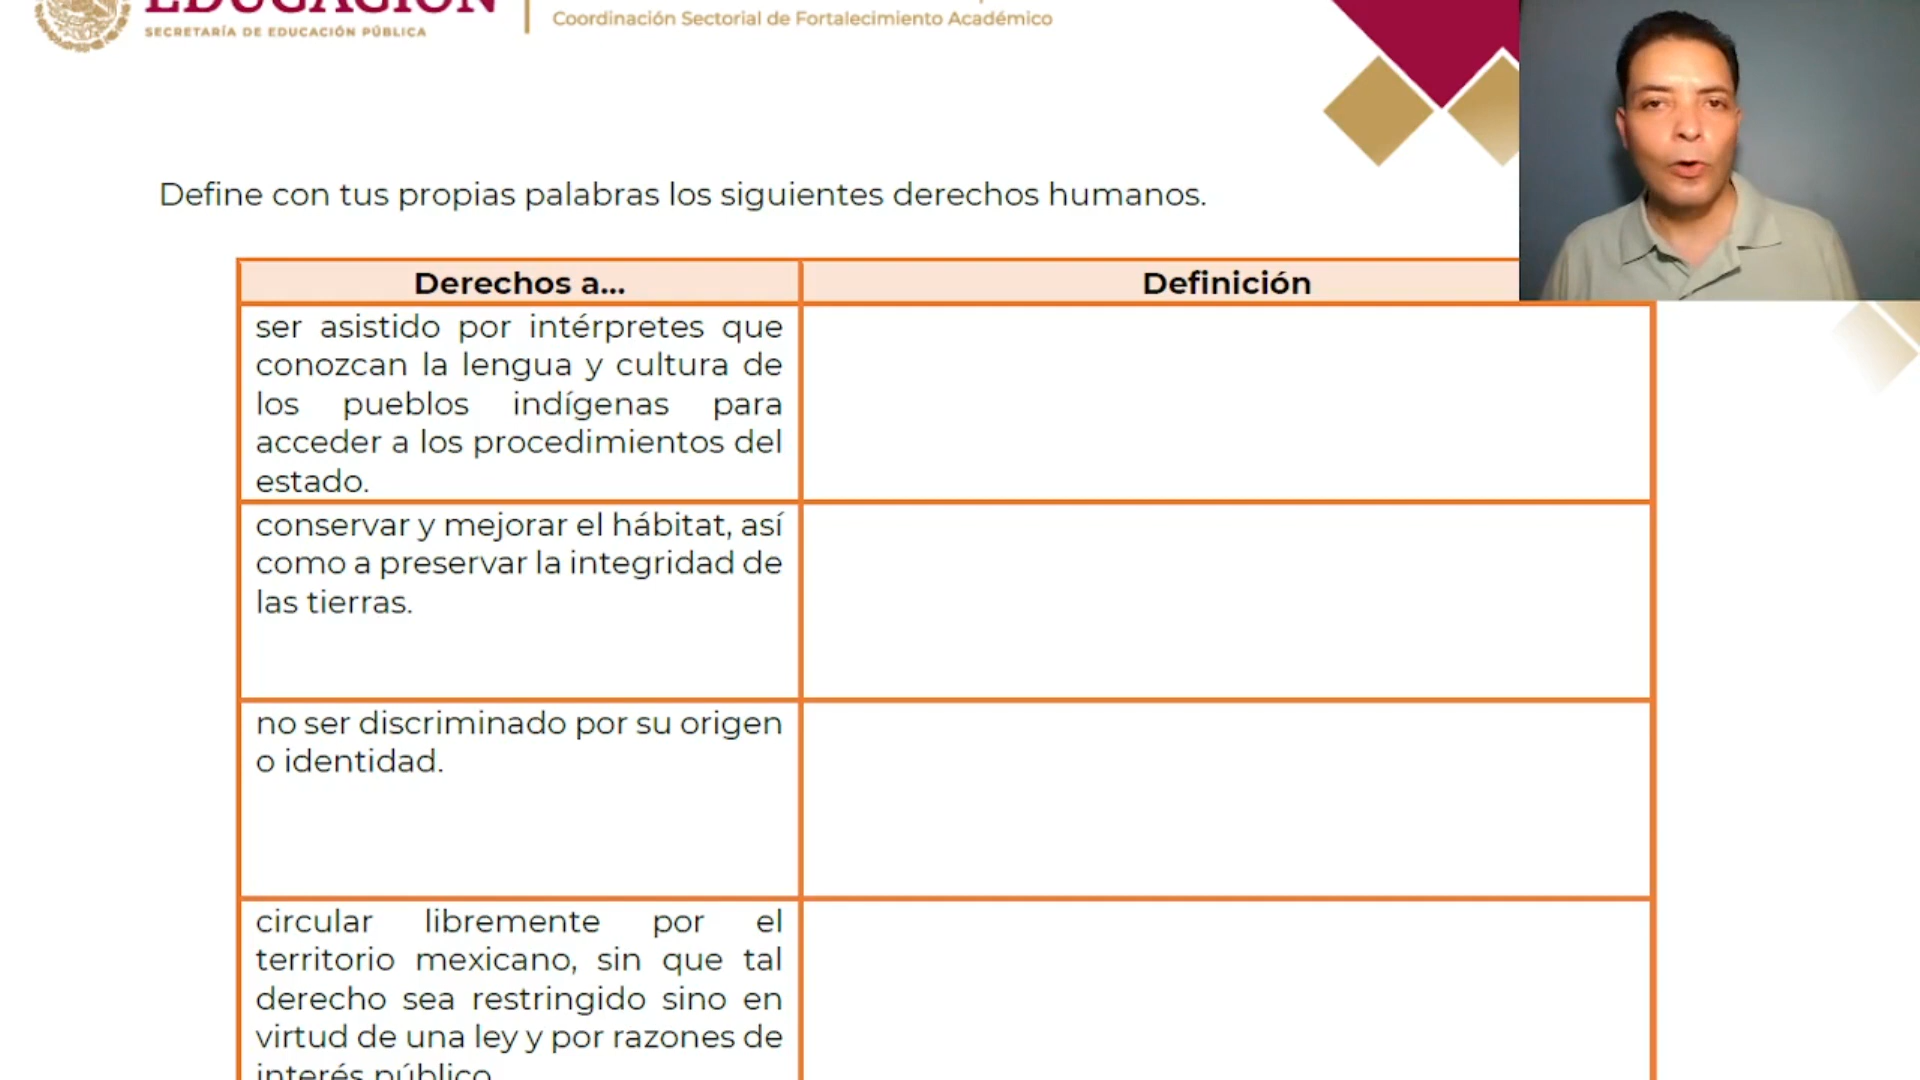 EDUCACIÓN
SECRETARÍA DE EDUCACIÓN PÚBLICA
Coordinación Sectorial de Fortalecimiento Académico
Define con tus propias palabras los siguientes derechos humanos.
Derechos a...
Definición
ser asistido por intérpretes que
conozcan la lengua y cultura de
los pueblos indígenas para
acceder a los procedimientos del
estado.
conservar y mejorar el hábitat, así
como a preservar la integridad de
las tierras.
no ser discriminado por su origen
o identidad.
circular libremente por el
territorio mexicano, sin que tal
derecho sea restringido sino en
virtud de una ley y por razones de
interés público